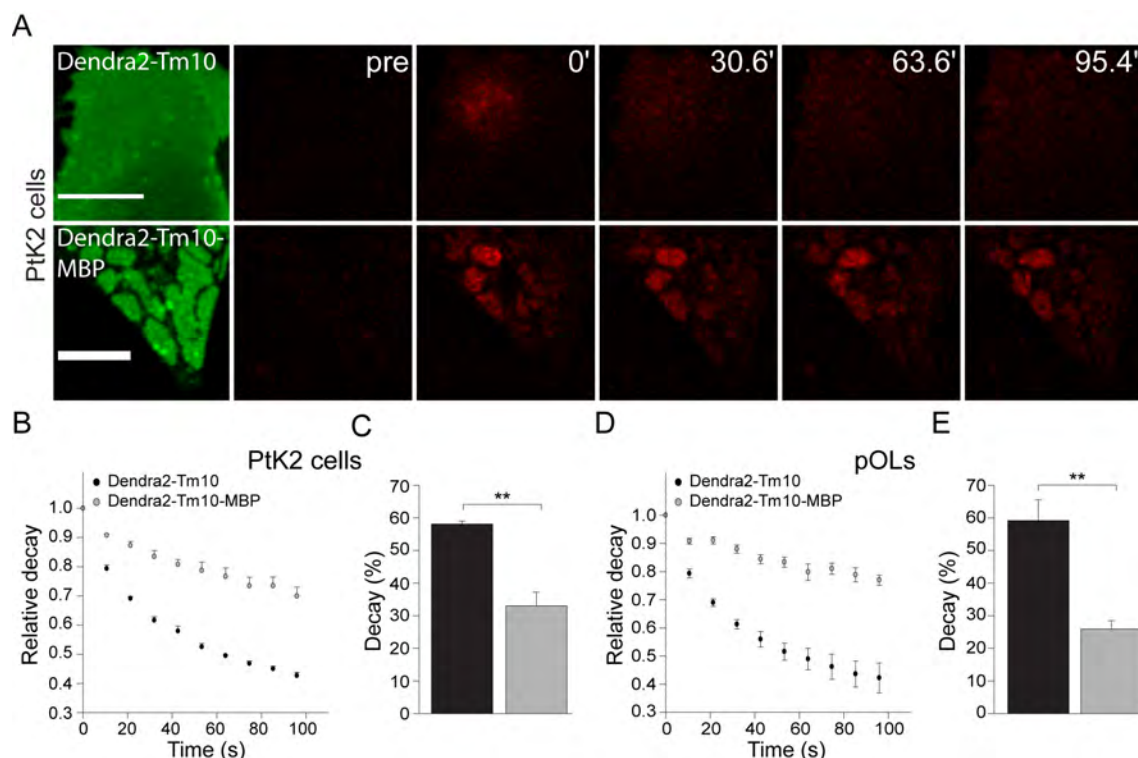 A
Dendra2-Tm10
pre
0'
30.6'
63.6'
95.4'
PtK2 cells
Dendra2-Tm10-
MBP
B
C
D
E
PtK2 cells
pOLs
Dendra2-Tm10
Dendra2-Tm10-MBP
Relative decay
1.0
0.9
0.8
0.7
0.6
0.5
0.4
0.3
0
20
40
60
80
100
Time (s)
**
Decay (%)
70
60
50
40
30
20
10
0
Dendra2-Tm10
Dendra2-Tm10-MBP
Relative decay
1.0
0.9
0.8
0.7
0.6
0.5
0.4
0.3
0
20
40
60
80
100
Time (s)
**
Decay (%)
70
60
50
40
30
20
10
0